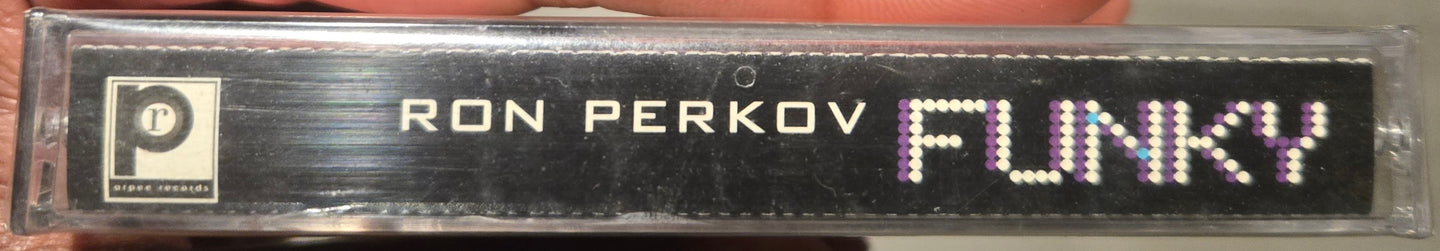 r
p
arpee records
RON PERKOV FUNKY